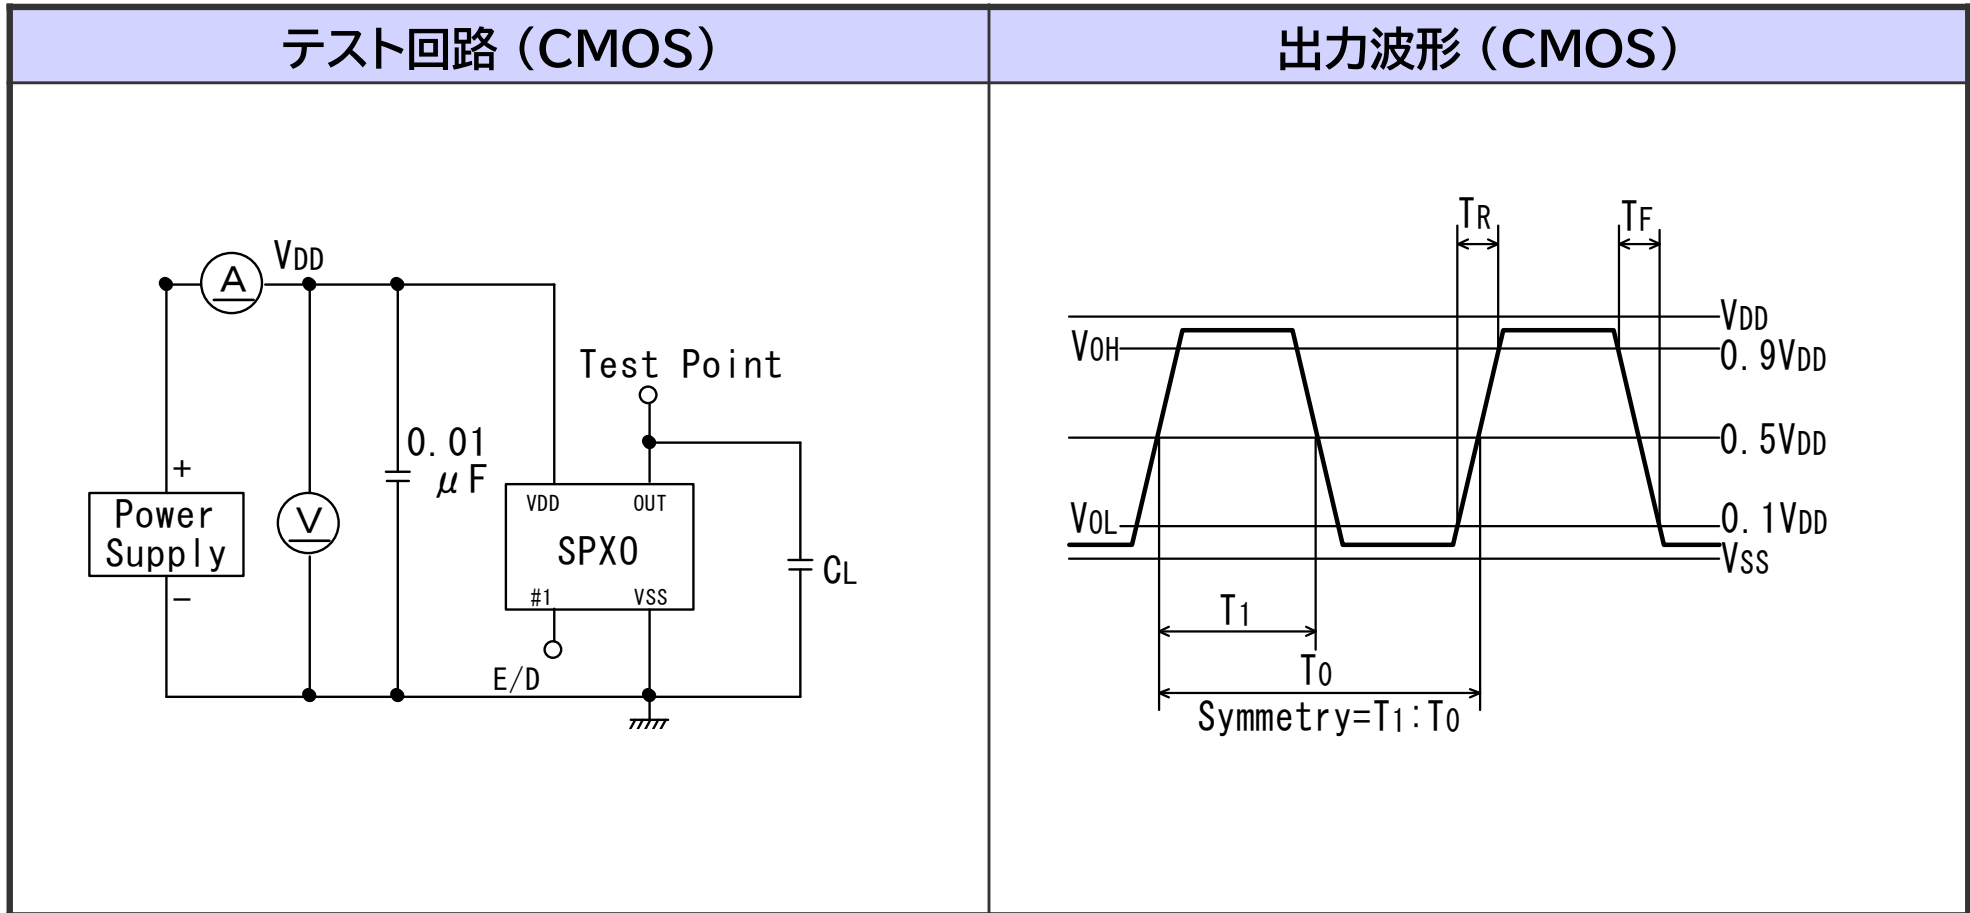 テスト回路（CMOS）
出力波形（CMOS）
A
VDD
Test Point
0.01
μF
+
Power
Supply
−
V
VDD OUT
SPXO
#1 VSS
E/D
CL
TR
TF
VDD
VOH
0.9VDD
0.5VDD
VOL
0.1VDD
VSS
T1
T0
Symmetry=T1:T0